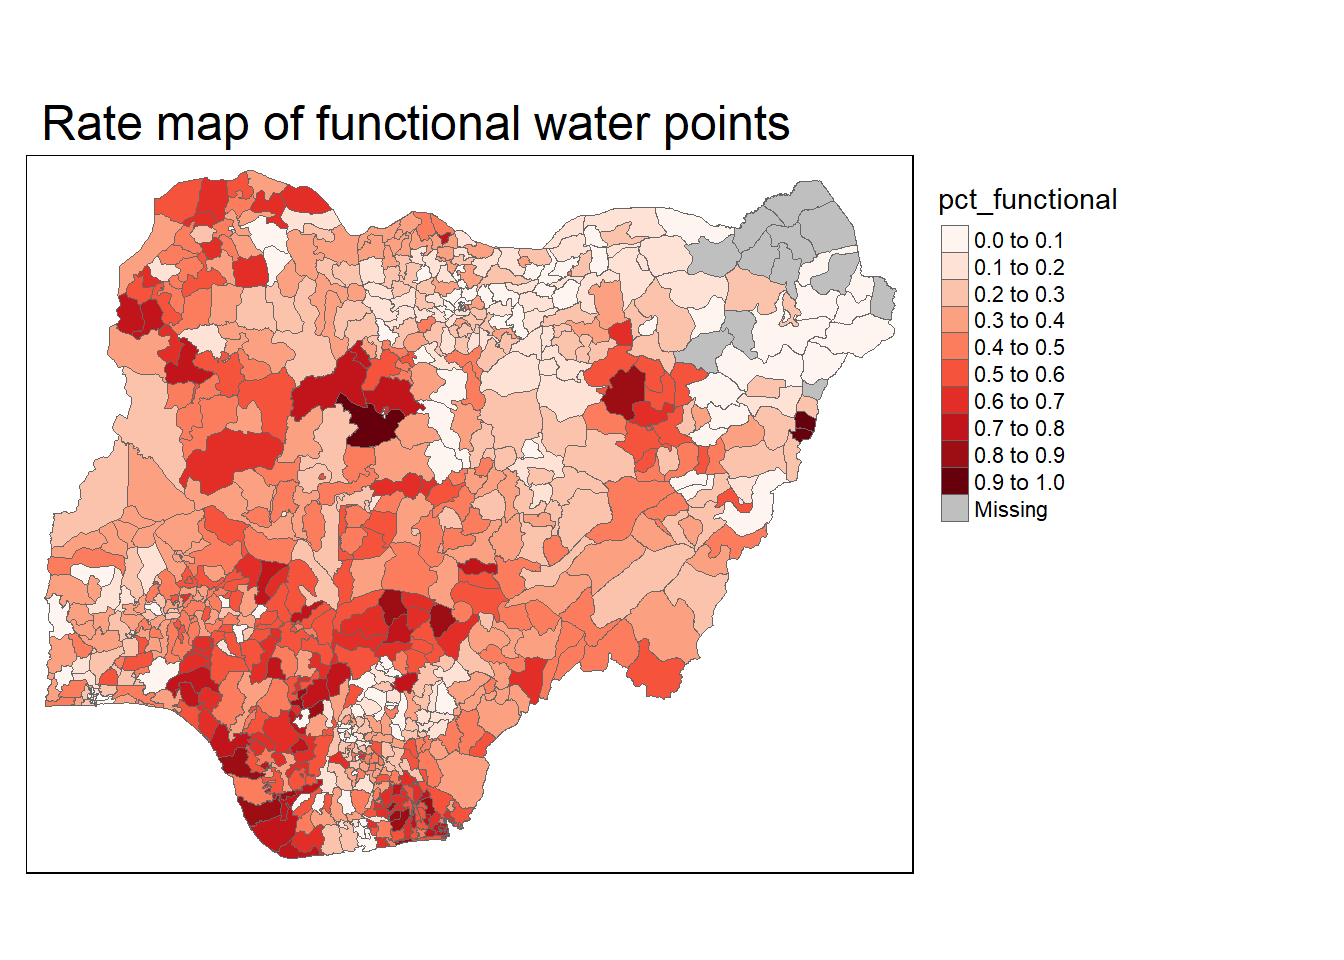 Rate map of functional water points
pct_functional
0.0 to 0.1
0.1 to 0.2
0.2 to 0.3
0.3 to 0.4
0.4 to 0.5
0.5 to 0.6
0.6 to 0.7
0.7 to 0.8
0.8 to 0.9
0.9 to 1.0
Missing